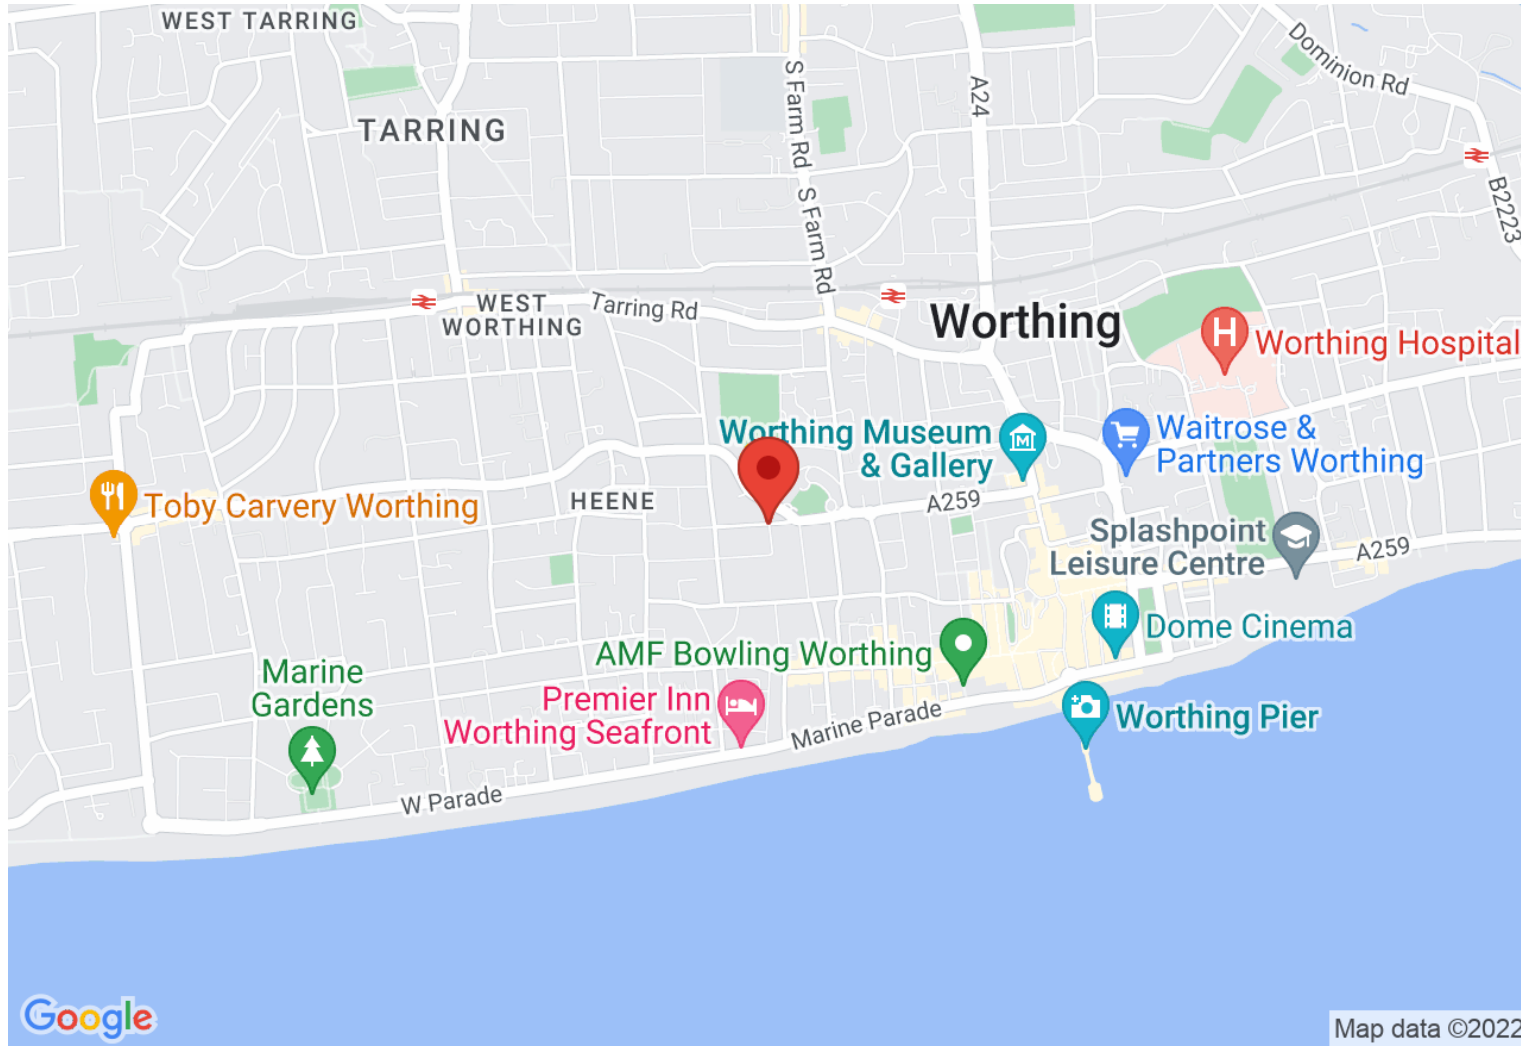 WEST TARRING
Dominion Rd
S Farm Rd
A24
TARRING
B2223
S Farm Rd
WEST
WORTHING
Tarring Rd
Worthing
H
Worthing Hospital
Worthing Museum
& Gallery
M
Waitrose &
Partners Worthing
Toby Carvery Worthing
HEENE
A259
Splashpoint
Leisure Centre
A259
Dome Cinema
AMF Bowling Worthing
Marine
Gardens
Premier Inn
Worthing Seafront
Marine Parade
Worthing Pier
W Parade
Google
Map data ©2022